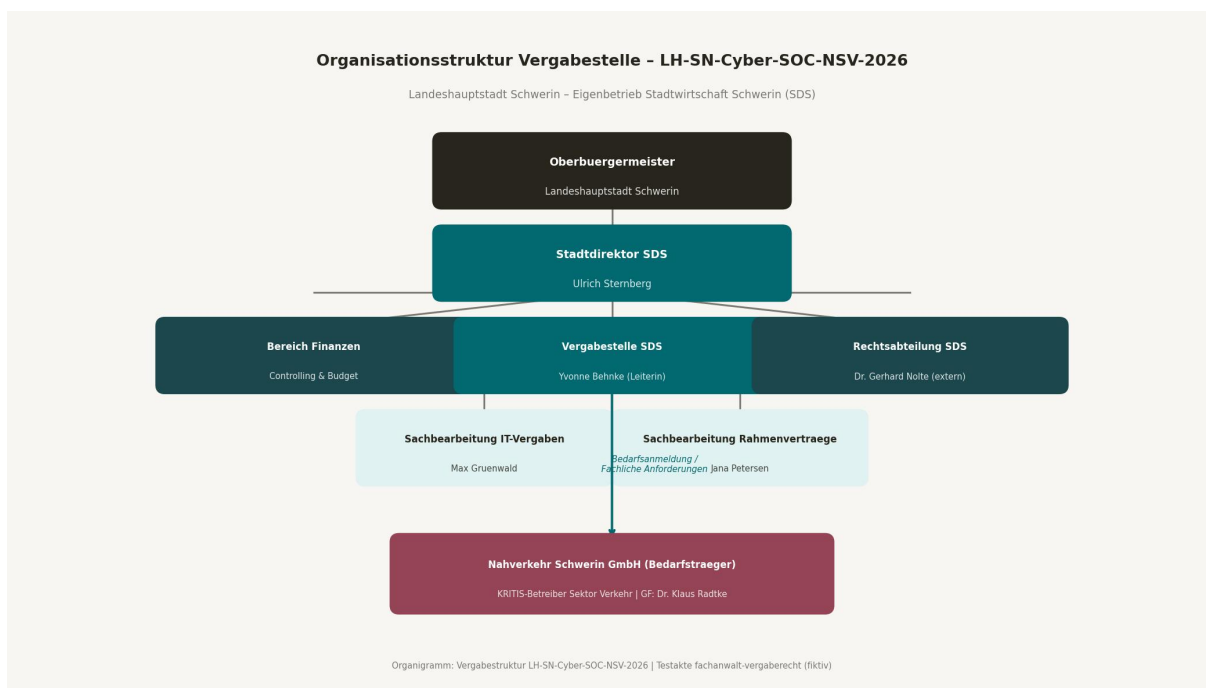 Organisationsstruktur Vergabestelle – LH-SN-Cyber-SOC-NSV-2026
Landeshauptstadt Schwerin – Eigenbetrieb Stadtwirtschaft Schwerin (SDS)
Oberbuergermeister
Landeshauptstadt Schwerin
Stadtdirektor SDS
Ulrich Sternberg
Bereich Finanzen
Controlling & Budget
Vergabestelle SDS
Yvonne Behnke (Leiterin)
Rechtsabteilung SDS
Dr. Gerhard Nolte (extern)
Sachbearbeitung IT-Vergaben
Max Gruenwald
Bedarfsanmeldung /
Fachliche Anforderungen
Sachbearbeitung Rahmenvertraege
Jana Petersen
Nahverkehr Schwerin GmbH (Bedarfstraeger)
KRITIS-Betreiber Sektor Verkehr | GF: Dr. Klaus Radtke
Organigramm: Vergabestruktur LH-SN-Cyber-SOC-NSV-2026 | Testakte fachanwalt-vergaberecht (fiktiv)